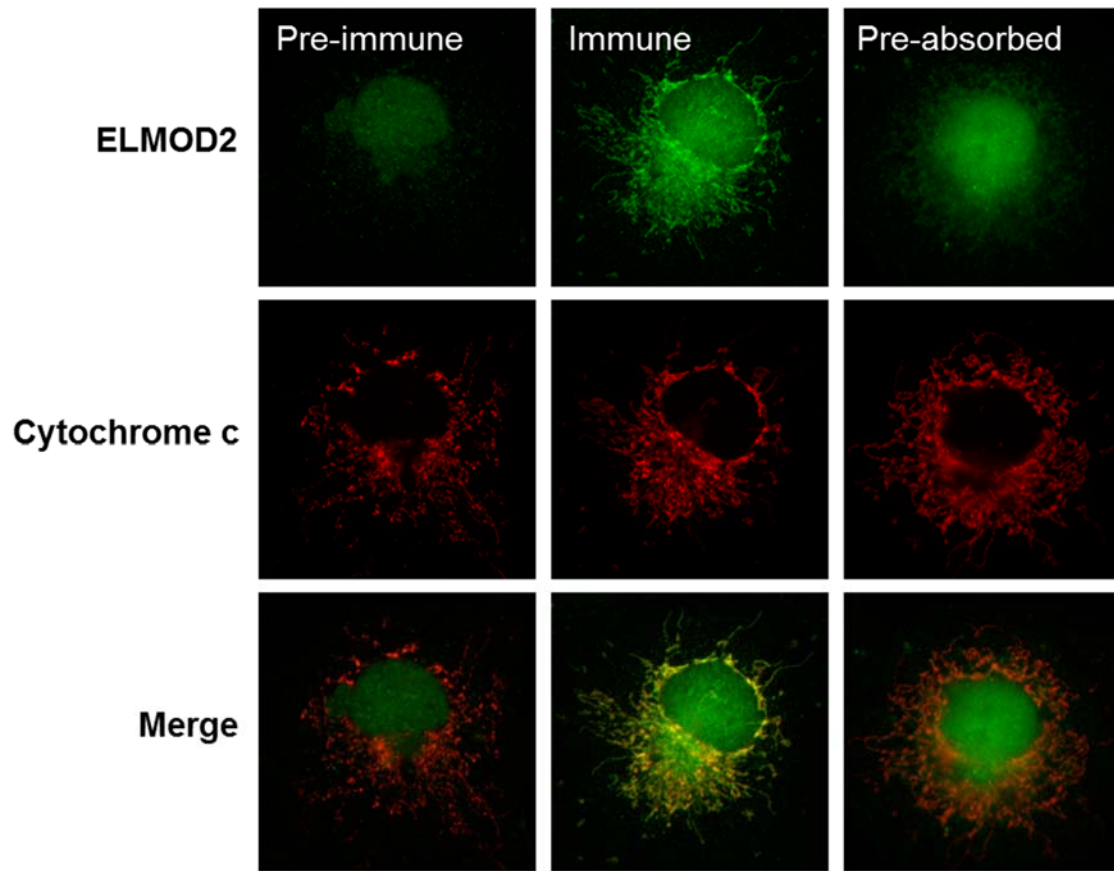 Pre-immune
Immune
Pre-absorbed
ELMOD2
Cytochrome c
Merge